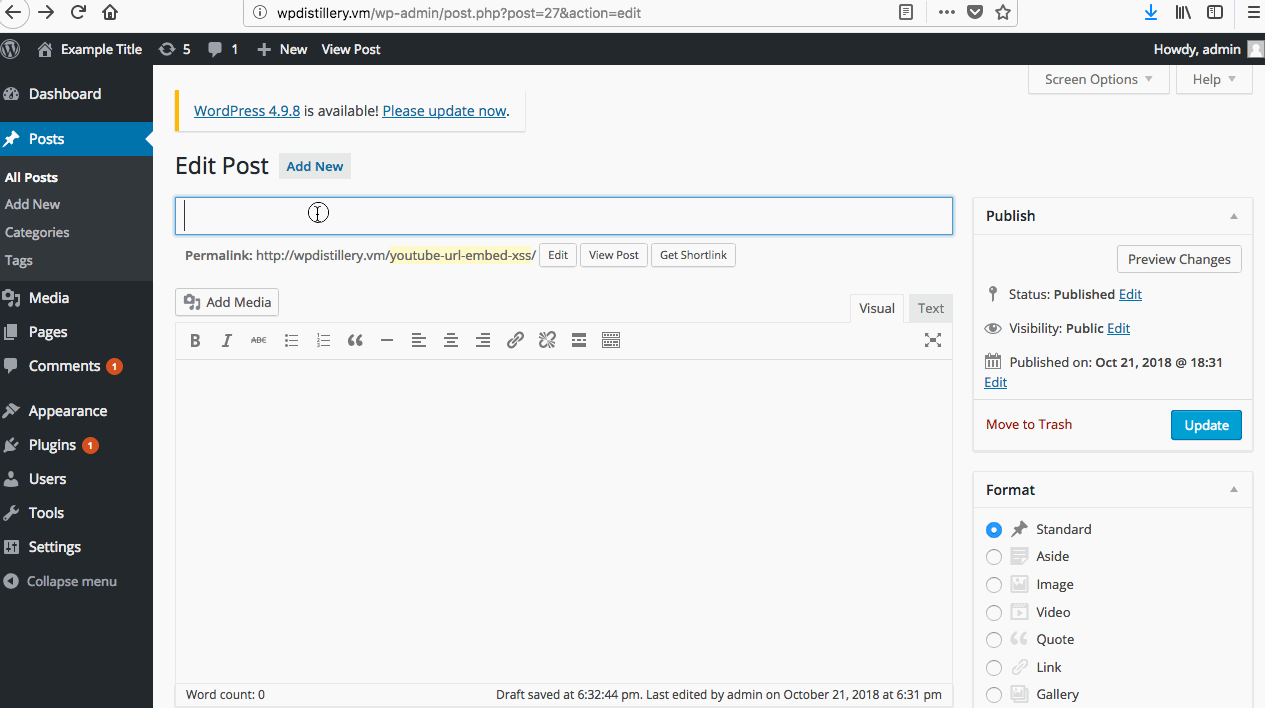 wpdistillery.vm/wp-admin/post.php?post=27&action=edit
Example Title 5 1 New View Post Howdy, admin
Screen Options Help
Dashboard
Posts
All Posts
Add New
Categories
Tags
Media
Pages
Comments 1
Appearance
Plugins 1
Users
Tools
Settings
Collapse menu
WordPress 4.9.8 is available! Please update now.
Edit Post Add New
Permalink: http://wpdistillery.vm/youtube-url-embed-xss/ Edit View Post Get Shortlink
Add Media
Visual Text
B I ABC
Word count: 0 Draft saved at 6:32:44 pm. Last edited by admin on October 21, 2018 at 6:31 pm
Publish
Preview Changes
Status: Published Edit
Visibility: Public Edit
Published on: Oct 21, 2018 @ 18:31
Edit
Move to Trash Update
Format
Standard
Aside
Image
Video
Quote
Link
Gallery